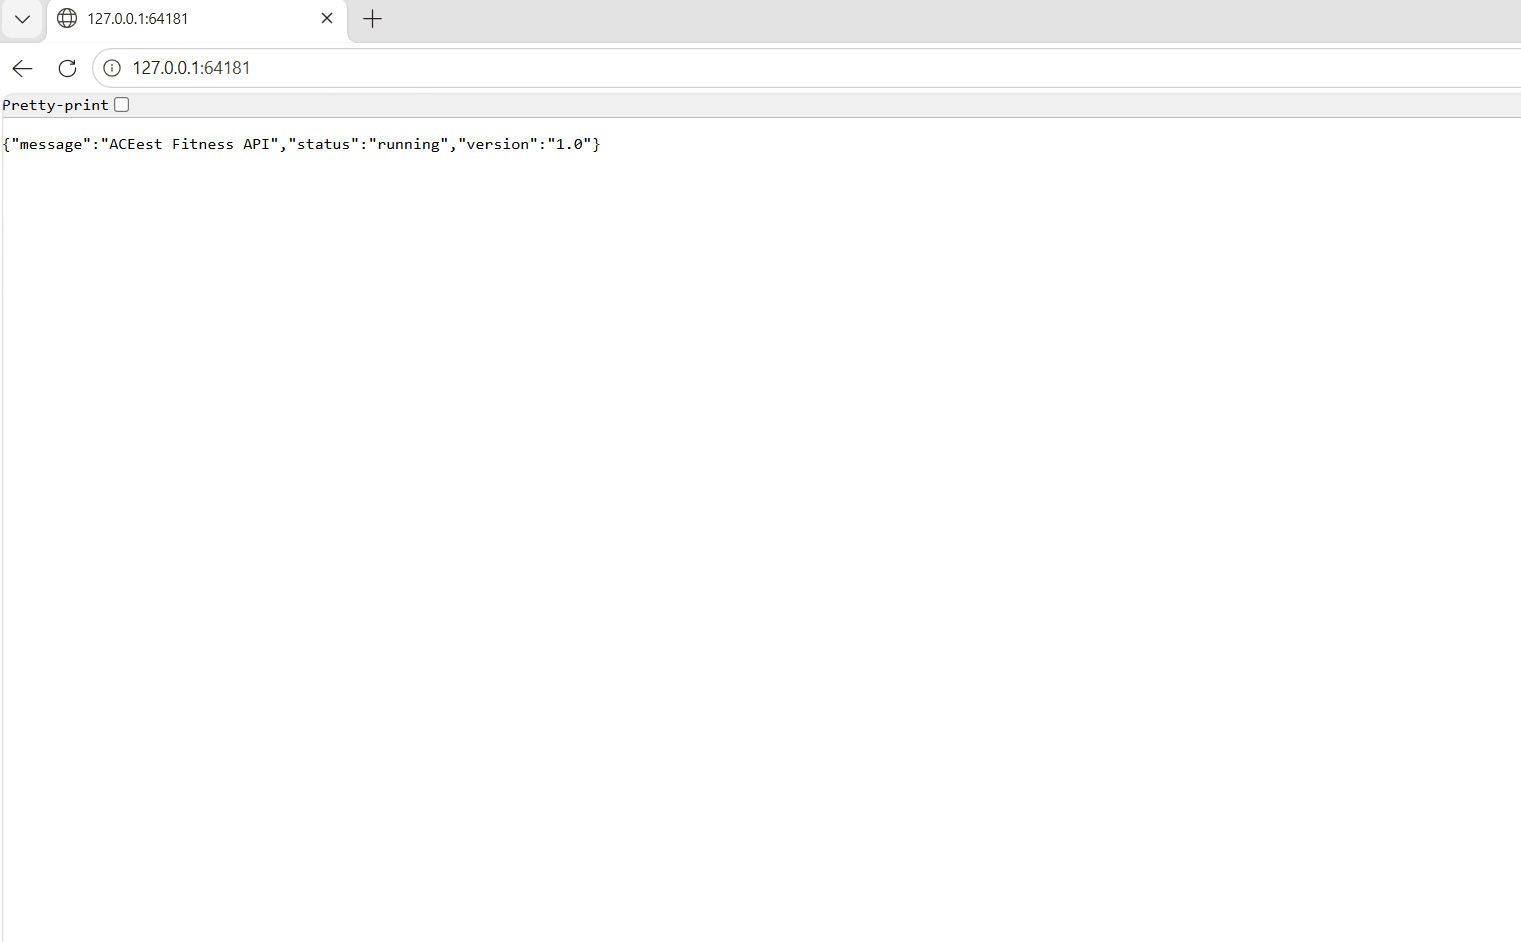 127.0.0.1:64181
127.0.0.1:64181
Pretty-print
{"message":"ACEest Fitness API","status":"running","version":"1.0"}